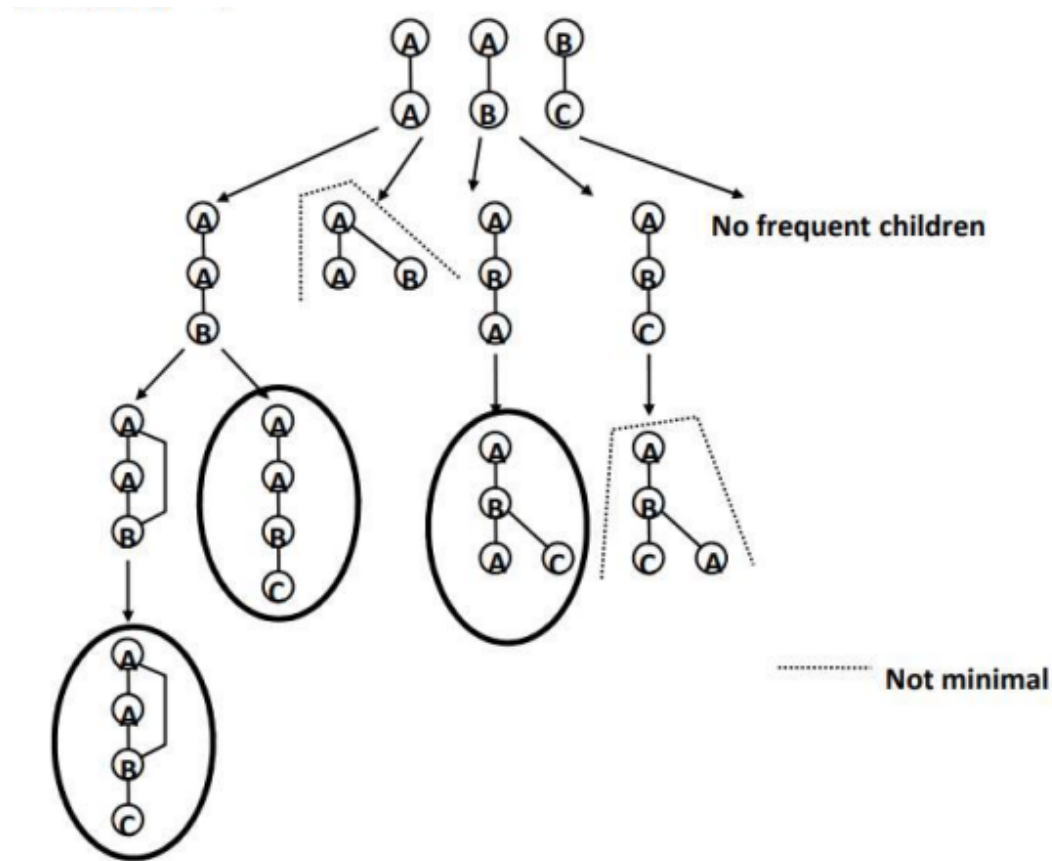 A A B
A B C
A A A A No frequent children
A A B B B
B A C
A A A A
A A B B
B B A C C A
C
A
A Not minimal
B
C